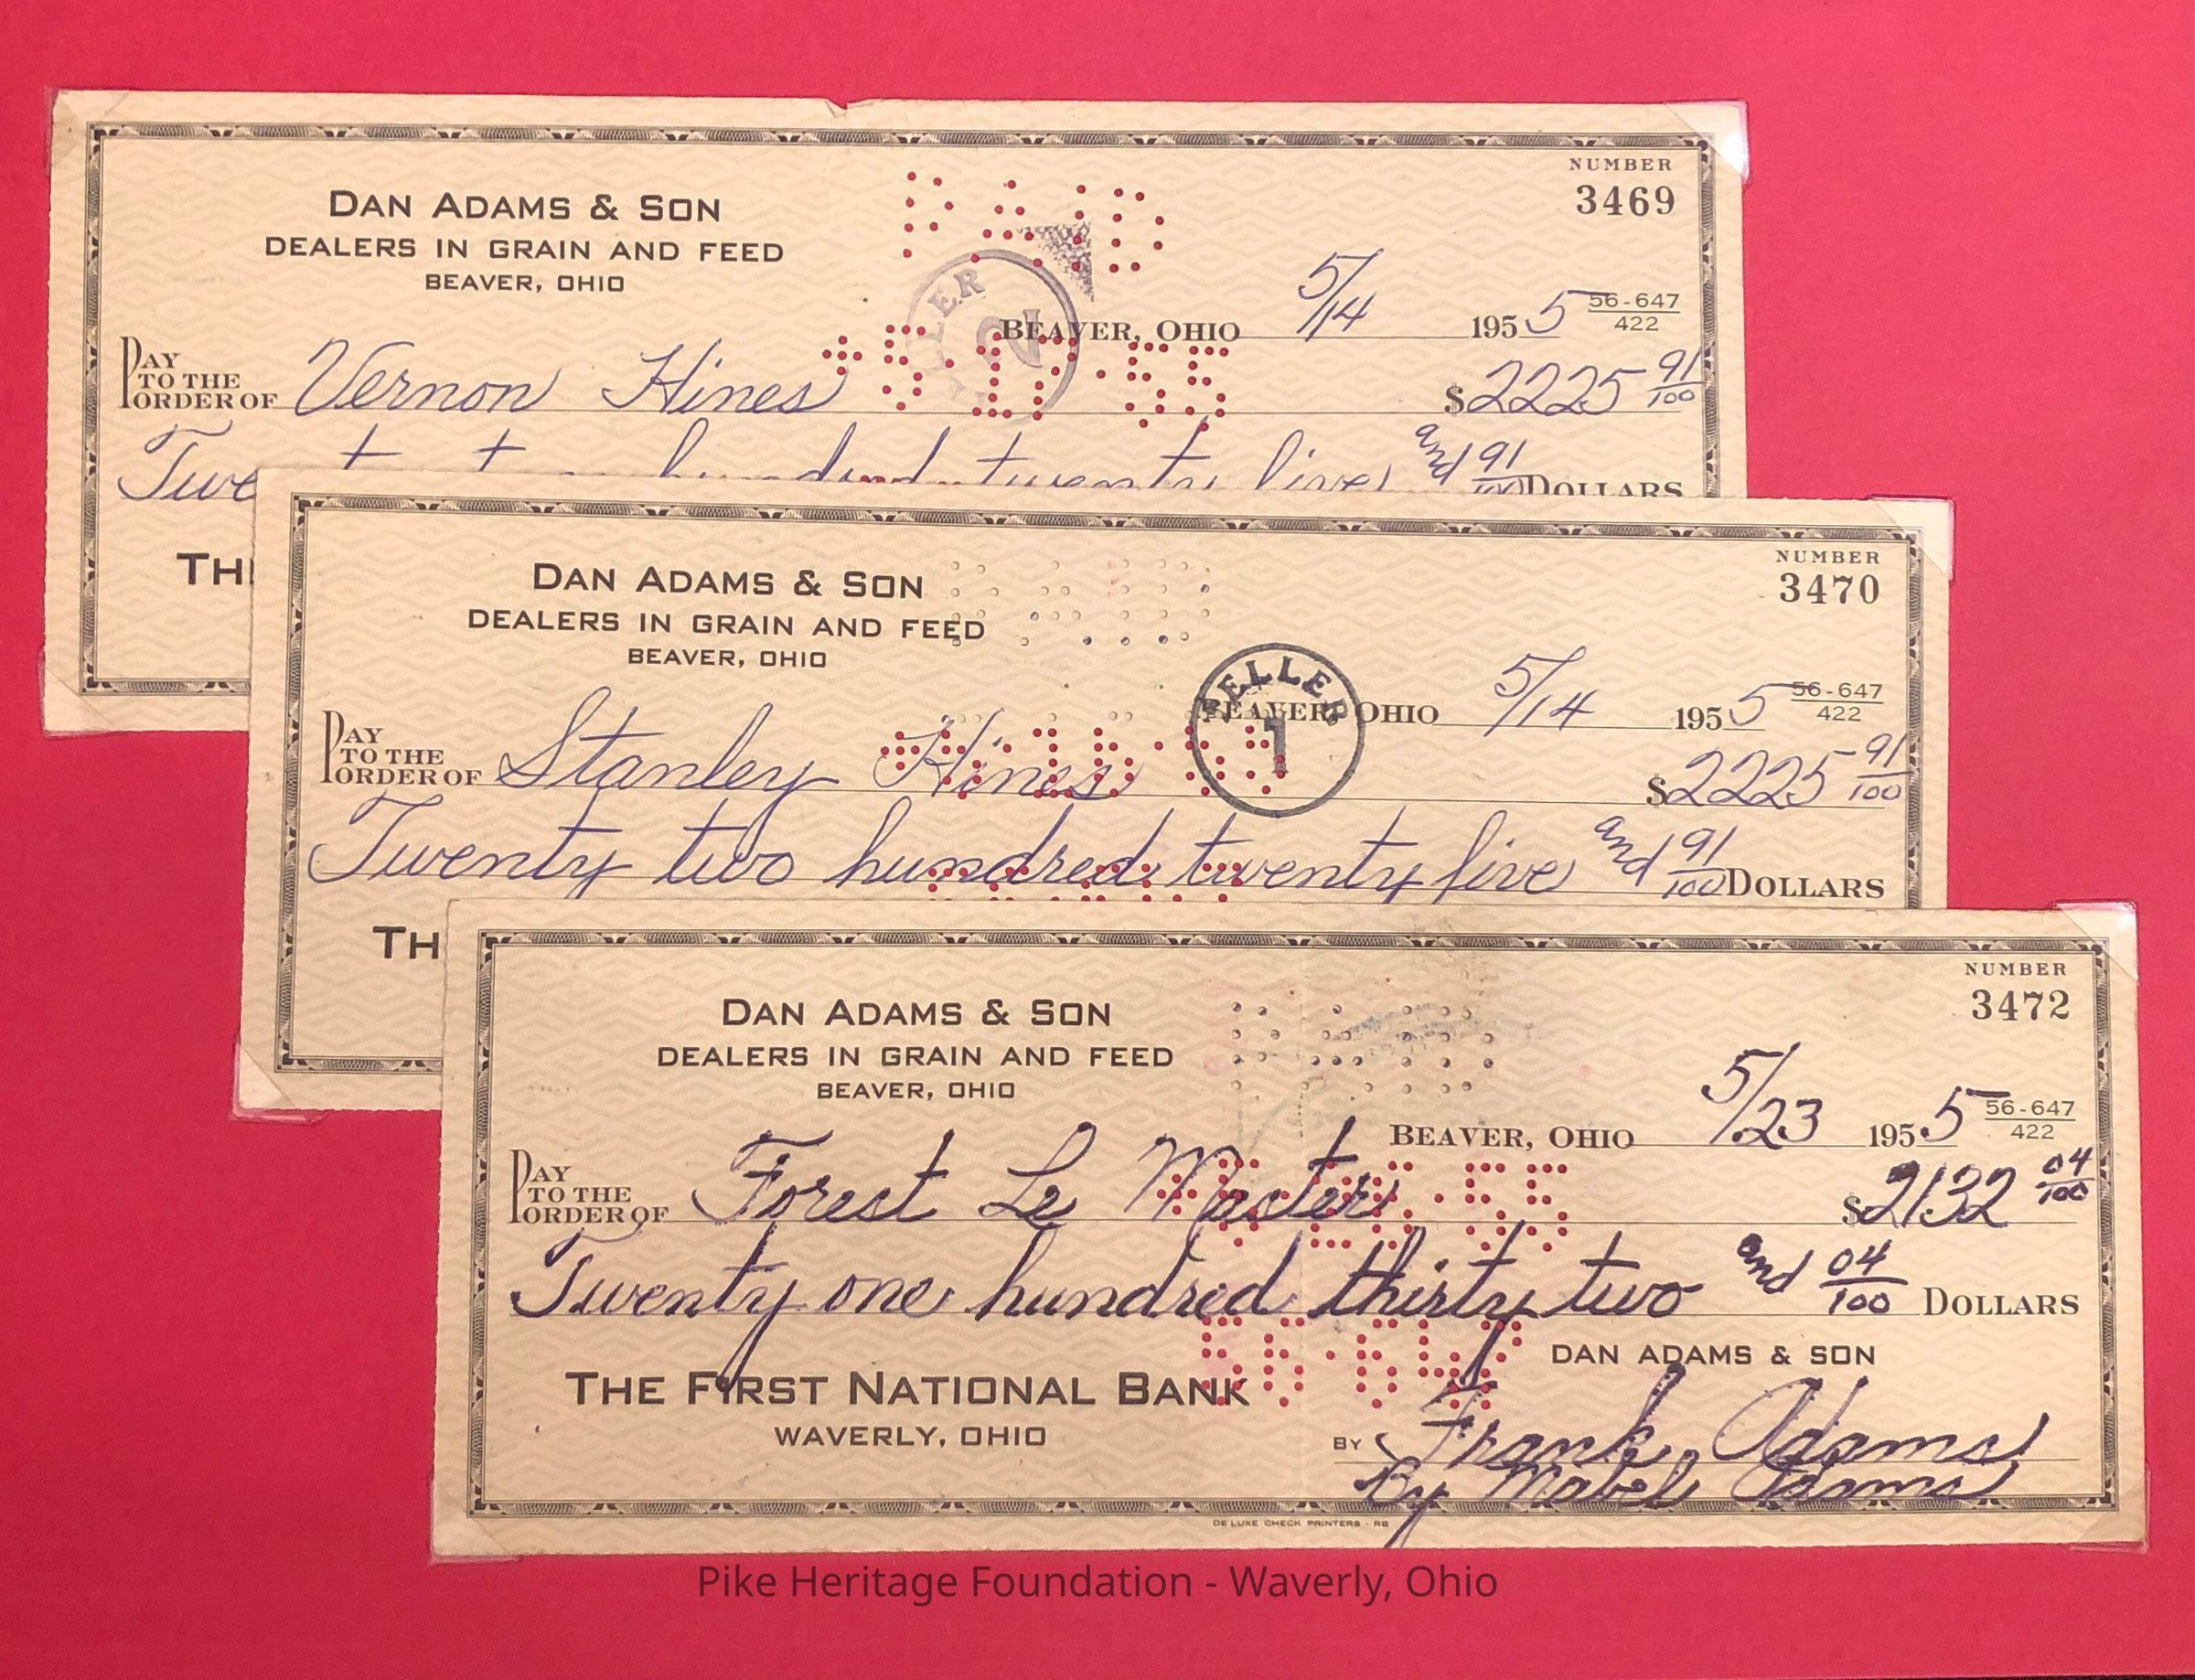 NUMBER
3469
DAN ADAMS & SON
DEALERS IN GRAIN AND FEED
BEAVER, OHIO
BEAVER, OHIO 5/14 1955 56-647
422
PAY
TO THE
ORDER OF Vernon Hines $2225 91/100
hundred twenty five and 91/100 DOLLARS
NUMBER
3470
DAN ADAMS & SON
DEALERS IN GRAIN AND FEED
BEAVER, OHIO
TELLER
1
BEAVER, OHIO 5/14 1955 56-647
422
PAY
TO THE
ORDER OF Stanley Hines $2225 91/100
Twenty two hundred twenty five and 91/100 DOLLARS
NUMBER
3472
DAN ADAMS & SON
DEALERS IN GRAIN AND FEED
BEAVER, OHIO
BEAVER, OHIO 5/23 1955 56-647
422
PAY
TO THE
ORDER OF Forest Le Master $2132 04/100
Twenty one hundred thirty two and 04/100 DOLLARS
DAN ADAMS & SON
THE FIRST NATIONAL BANK
WAVERLY, OHIO
BY Frank Adams
By Mabel Adams
DE LUXE CHECK PRINTERS - RB
Pike Heritage Foundation - Waverly, Ohio